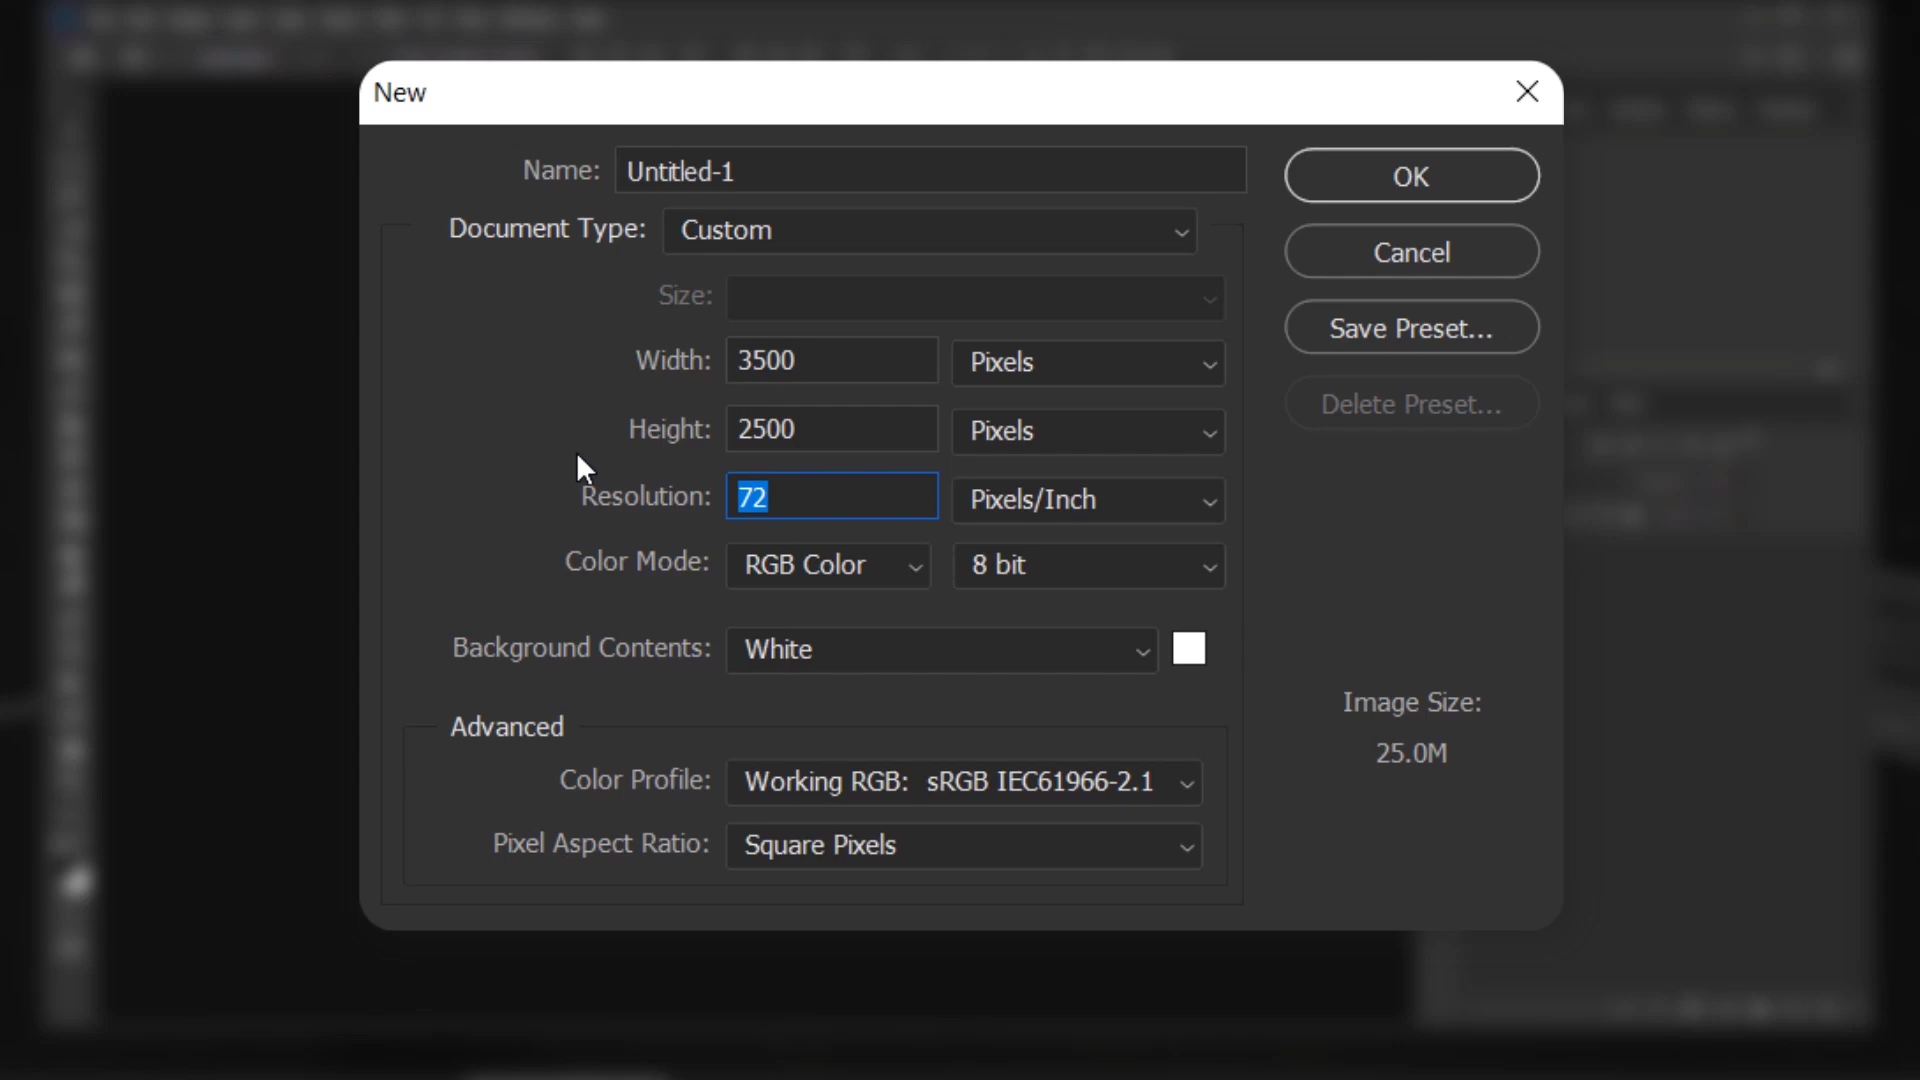 New
Name: Untitled-1
OK
Document Type: Custom
Cancel
Size:
Save Preset...
Width: 3500 Pixels
Delete Preset...
Height: 2500 Pixels
Resolution: 72 Pixels/Inch
Color Mode: RGB Color 8 bit
Background Contents: White
Image Size:
25.0M
Advanced
Color Profile: Working RGB: sRGB IEC61966-2.1
Pixel Aspect Ratio: Square Pixels